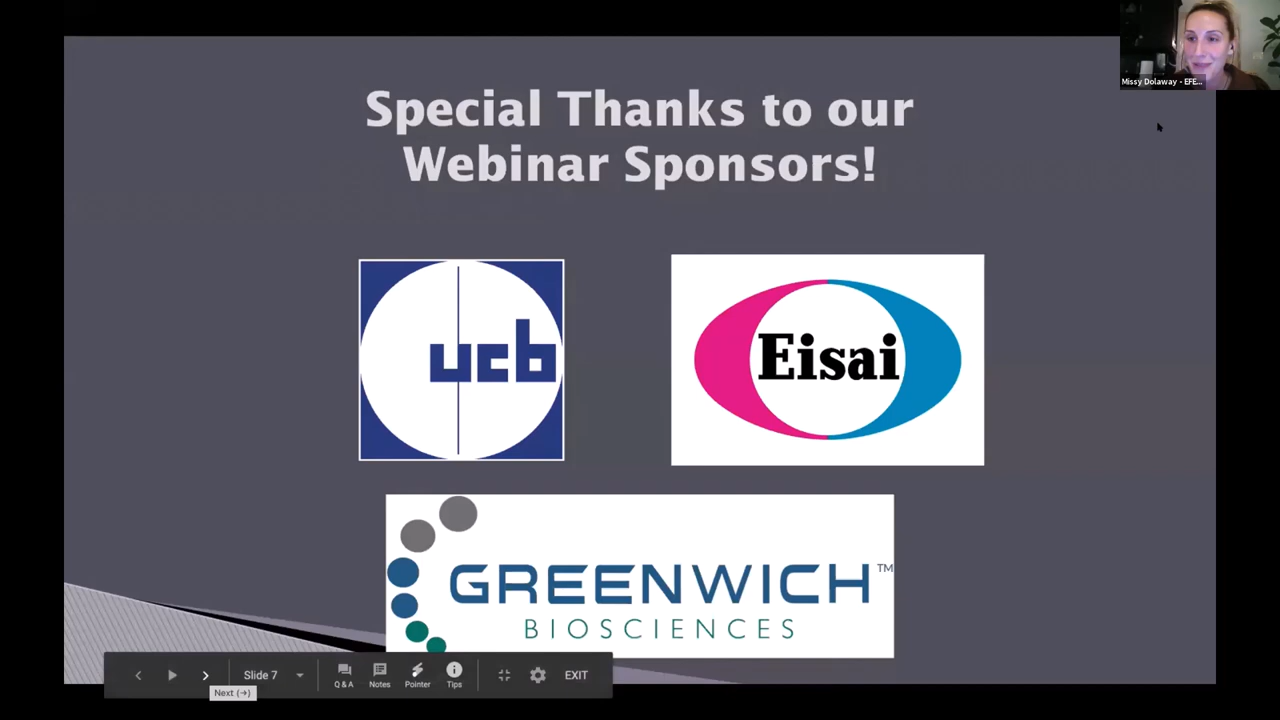 Missy Dolaway - EFE...
Special Thanks to our
Webinar Sponsors!
ucb
Eisai
GREENWICH™
BIOSCIENCES
Slide 7
Q & A
Notes
Pointer
Tips
EXIT
Next (→)